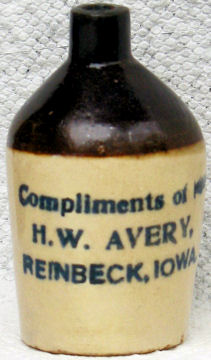 Compliments of
H.W. AVERY,
REINBECK, IOWA